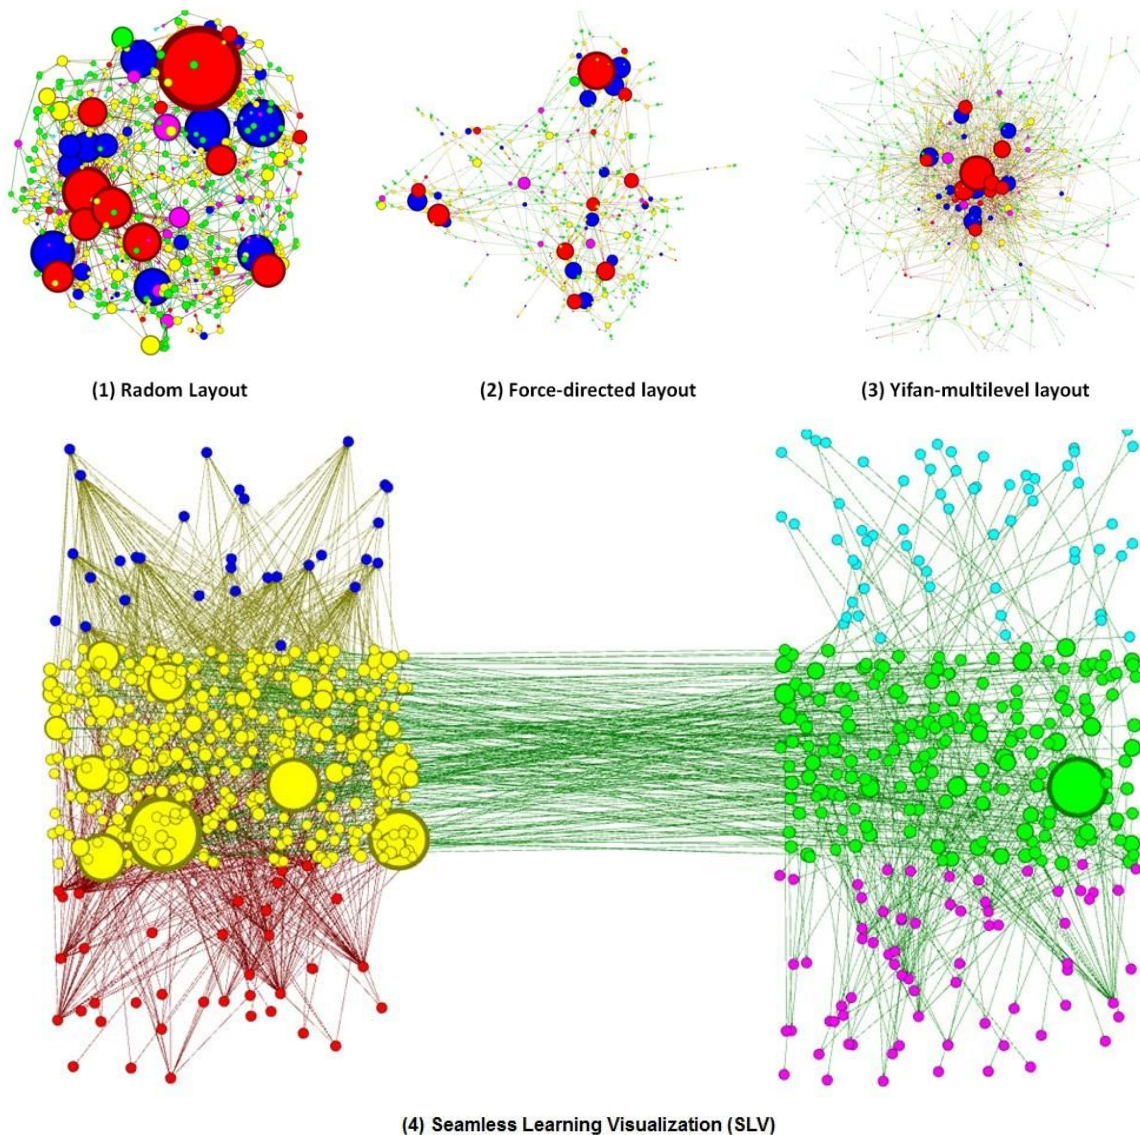 (1) Radom Layout
(2) Force-directed layout
(3) Yifan-multilevel layout
(4) Seamless Learning Visualization (SLV)